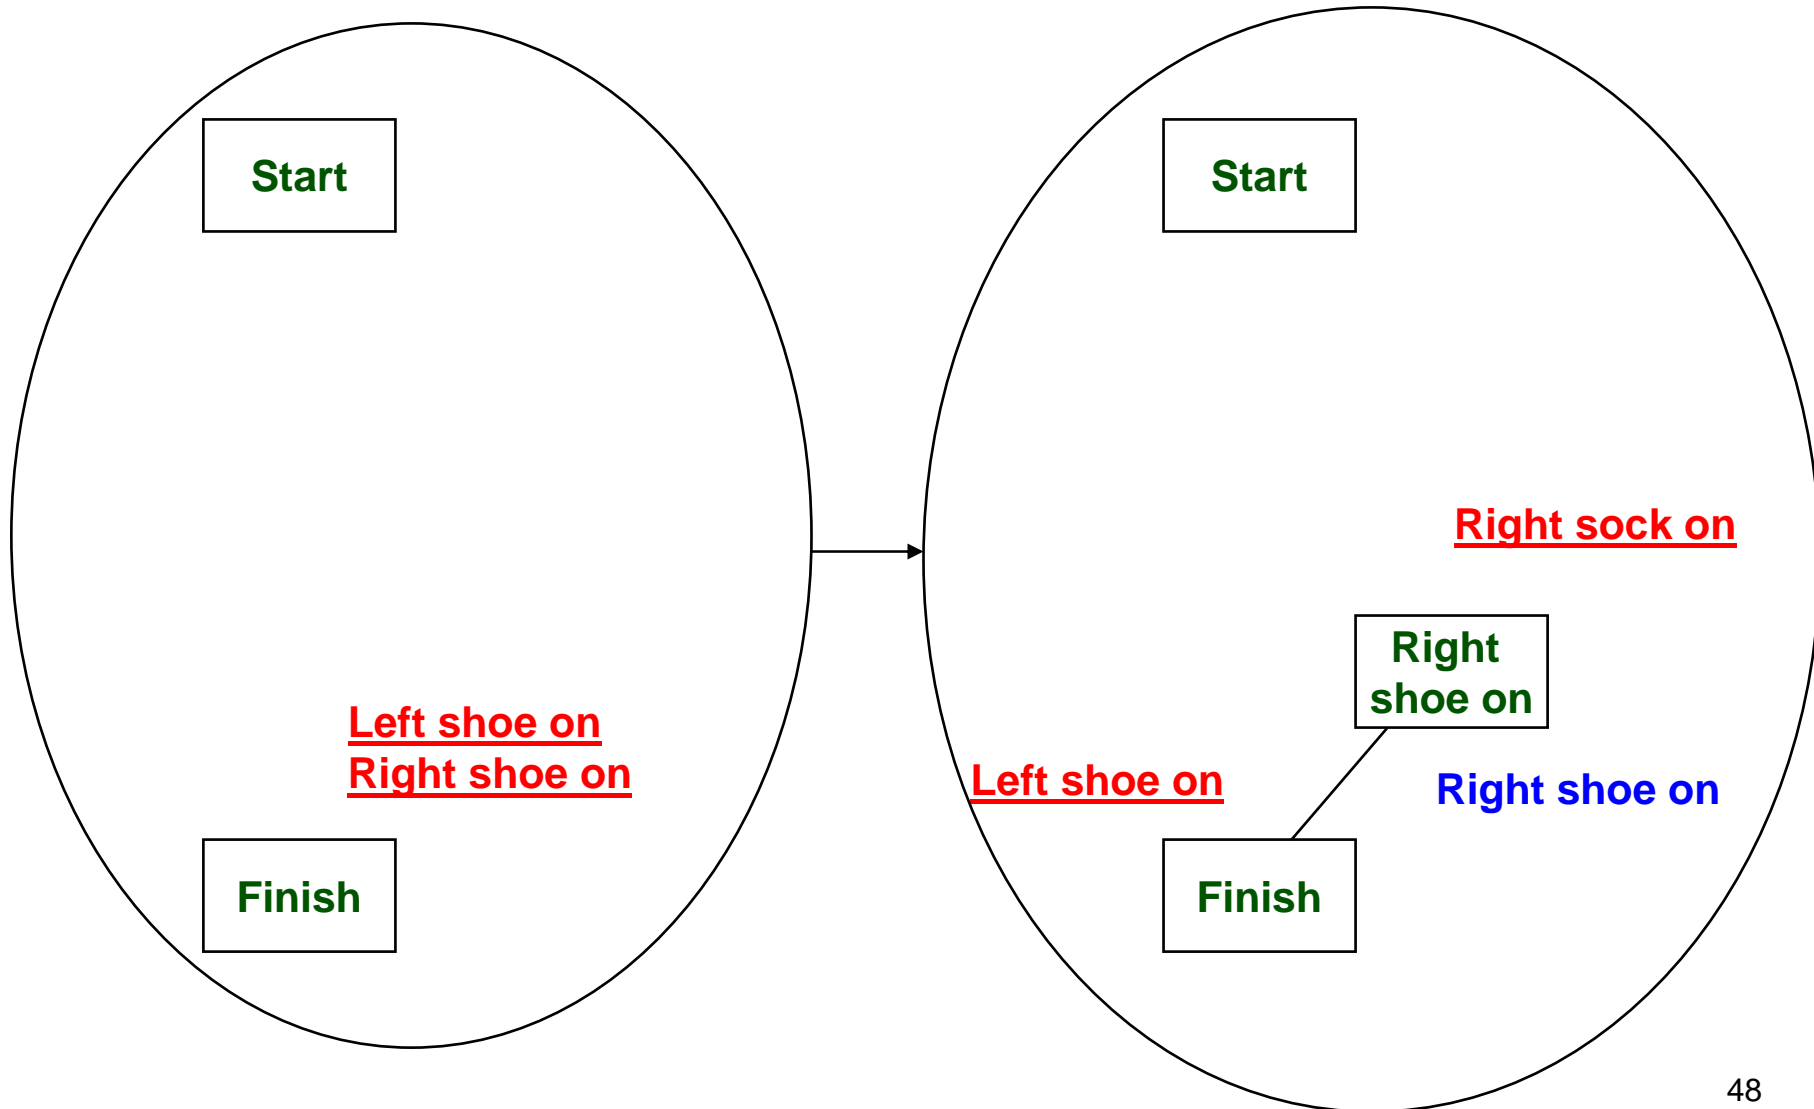 Start
Left shoe on
Right shoe on
Finish
Start
Right sock on
Right
shoe on
Left shoe on
Right shoe on
Finish
48